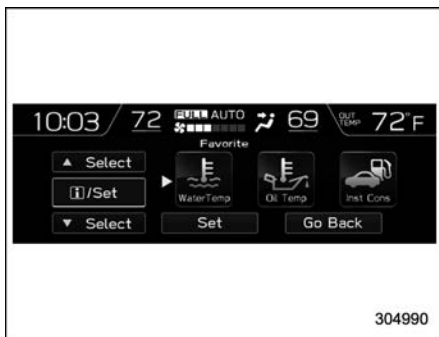 10:03 72 FULL AUTO 69 OUT TEMP 72°F
Favorite
▲ Select
i/Set
▼ Select
WaterTemp Oil Temp Inst Cons
Set Go Back
304990